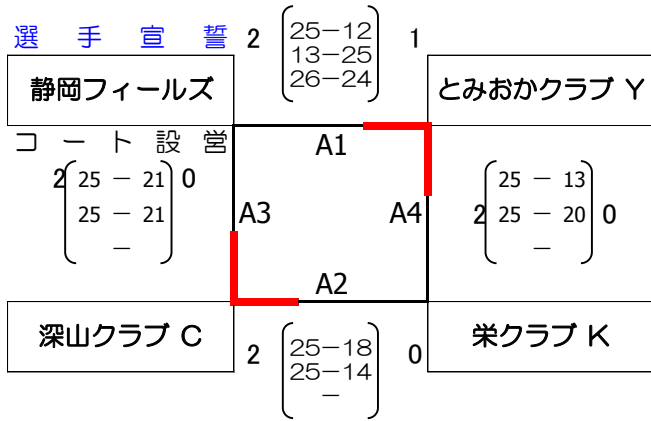 選手宣誓 2 25-12 1
13-25
26-24
静岡フィールズ とみおかクラブ Y
コート設営 A1
2 25 - 21 0 25 - 13
25 - 21 2 25 - 20 0
- -
A3 A4
A2
深山クラブ C 栄クラブ K
2 25-18 0
25-14
-